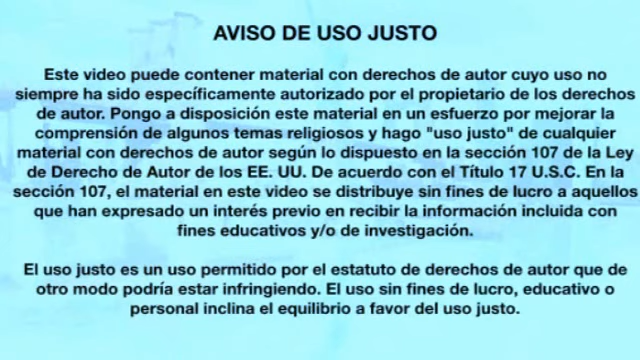 AVISO DE USO JUSTO
Este video puede contener material con derechos de autor cuyo uso no
siempre ha sido específicamente autorizado por el propietario de los derechos
de autor. Pongo a disposición este material en un esfuerzo por mejorar la
comprensión de algunos temas religiosos y hago "uso justo" de cualquier
material con derechos de autor según lo dispuesto en la sección 107 de la Ley
de Derecho de Autor de los EE. UU. De acuerdo con el Título 17 U.S.C. En la
sección 107, el material en este video se distribuye sin fines de lucro a aquellos
que han expresado un interés previo en recibir la información incluida con
fines educativos y/o de investigación.
El uso justo es un uso permitido por el estatuto de derechos de autor que de
otro modo podría estar infringiendo. El uso sin fines de lucro, educativo o
personal inclina el equilibrio a favor del uso justo.